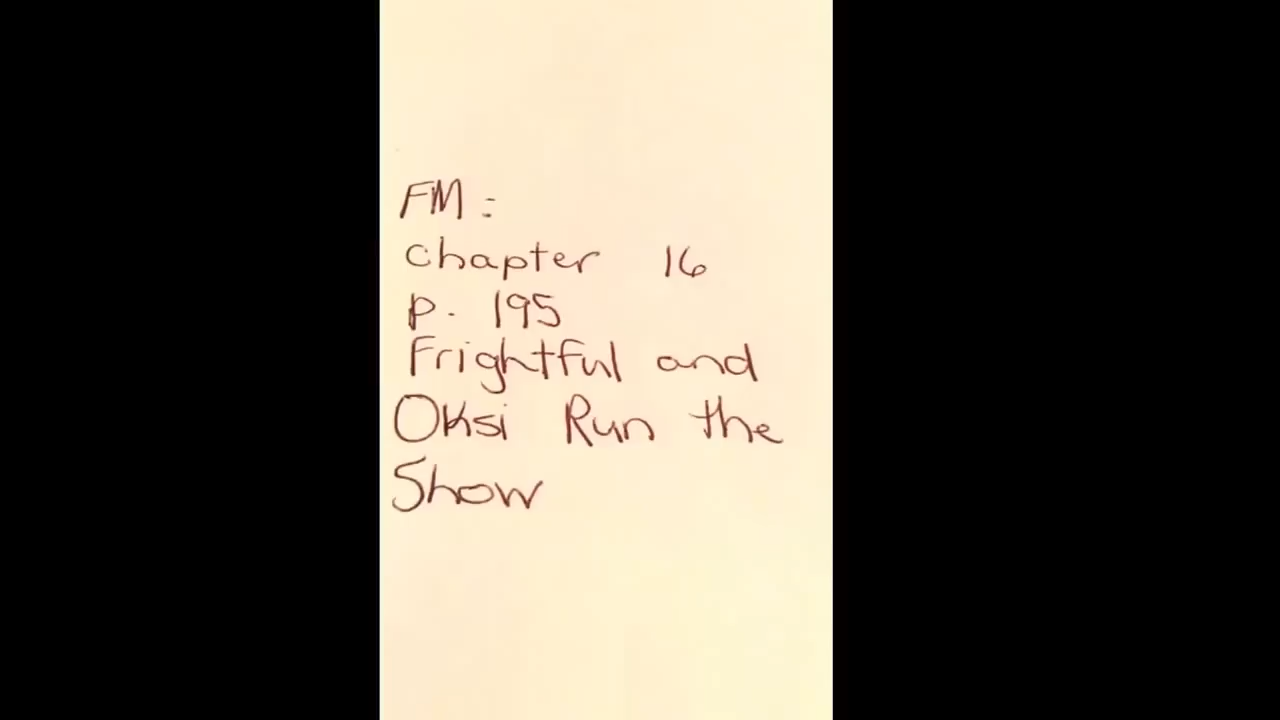 FM:
Chapter 16
p. 195
Frightful and
Oksi Run the
Show